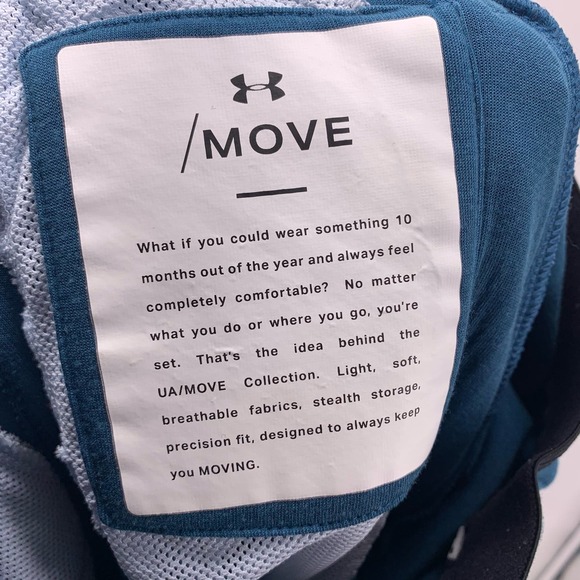 /MOVE
What if you could wear something 10
months out of the year and always feel
completely comfortable? No matter
what you do or where you go, you're
set. That's the idea behind the
UA/MOVE Collection. Light, soft,
breathable fabrics, stealth storage,
precision fit, designed to always keep
you MOVING.